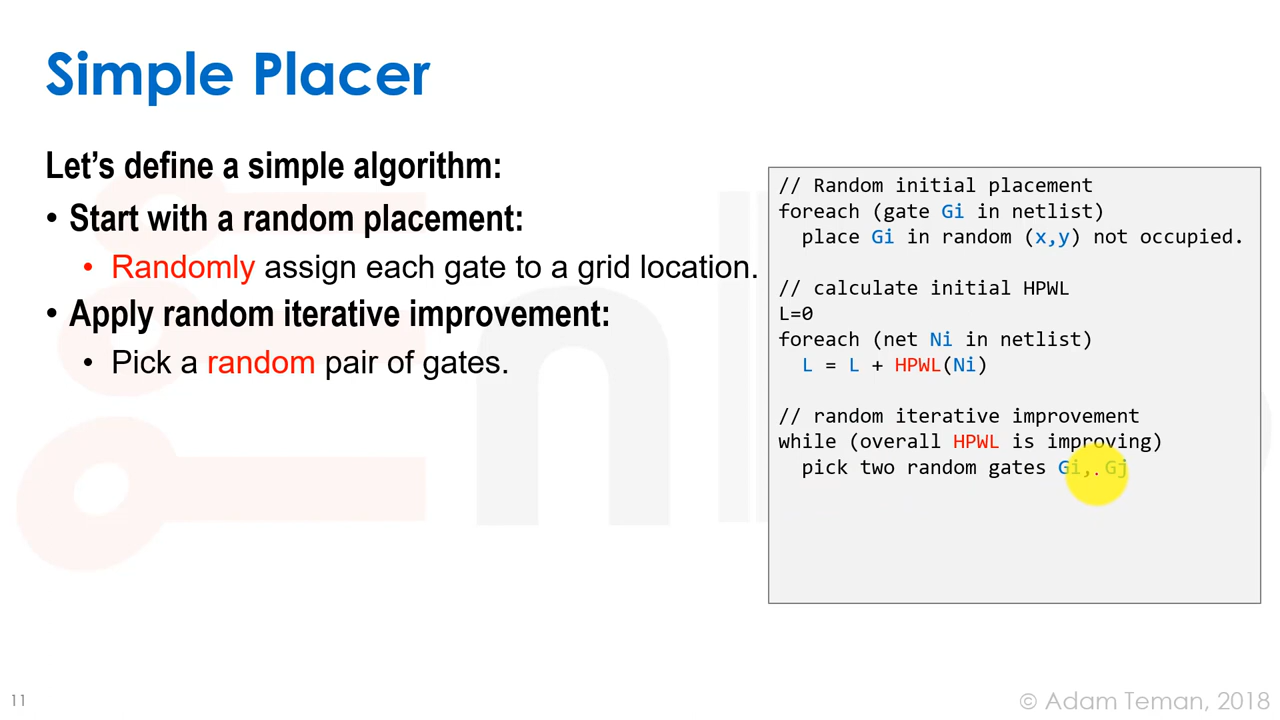 Simple Placer
Let's define a simple algorithm:
• Start with a random placement:
• Randomly assign each gate to a grid location.
• Apply random iterative improvement:
• Pick a random pair of gates.
// Random initial placement
foreach (gate Gi in netlist)
place Gi in random (x,y) not occupied.
// calculate initial HPWL
L=0
foreach (net Ni in netlist)
L = L + HPWL(Ni)
// random iterative improvement
while (overall HPWL is improving)
pick two random gates Gi, Gj
11
© Adam Teman, 2018